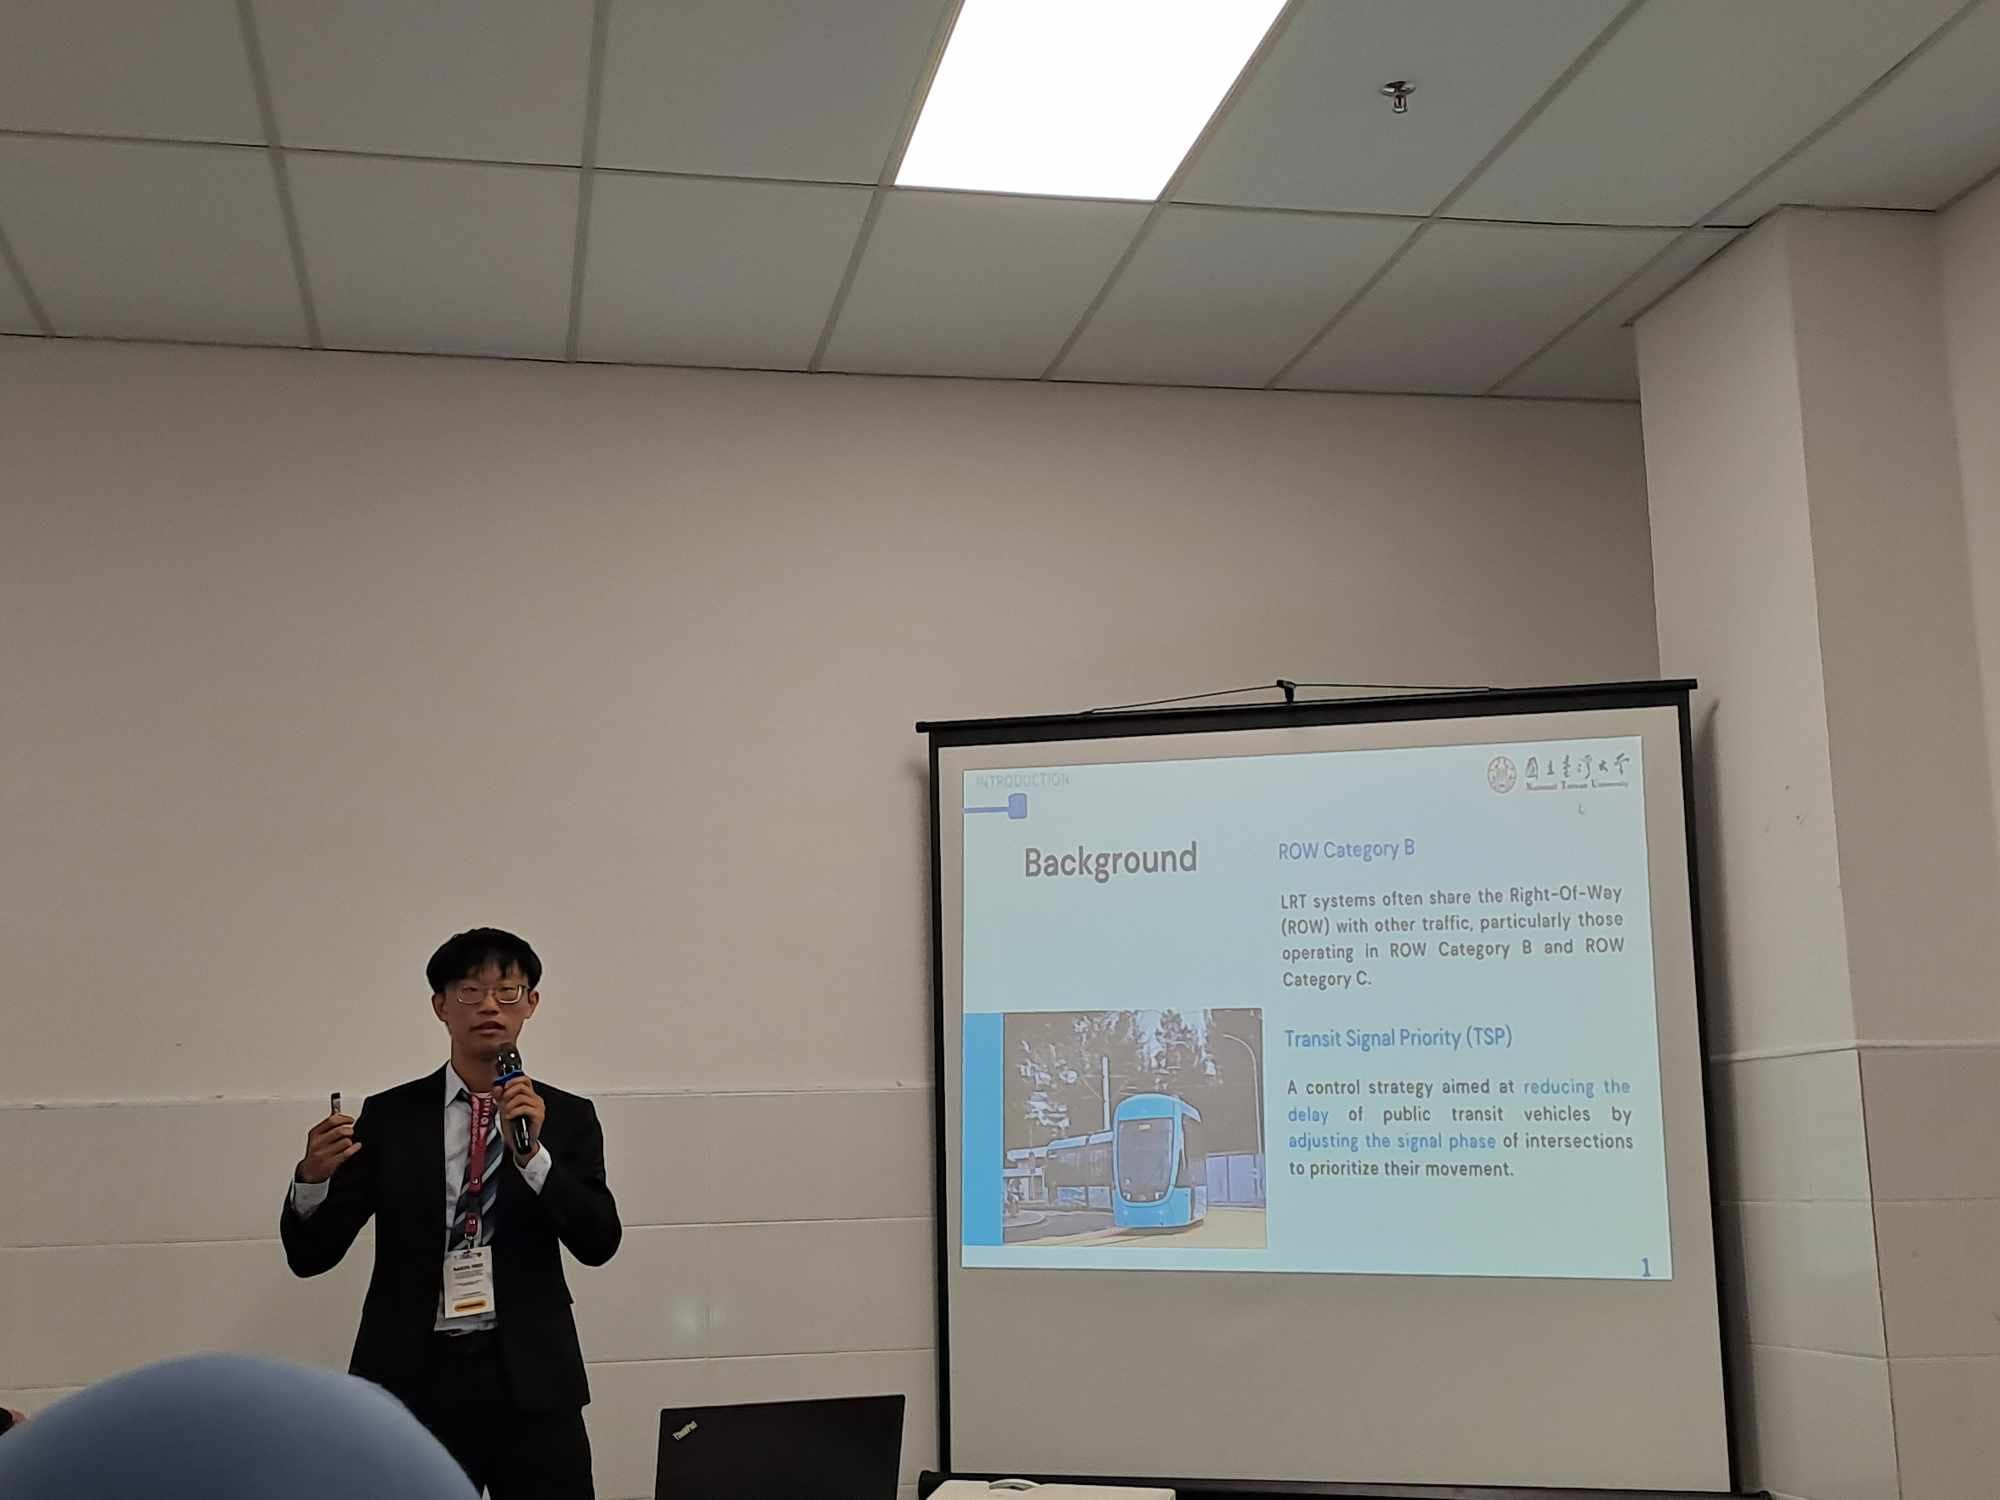 INTRODUCTION
國立臺灣大學
National Taiwan University
Background
ROW Category B
LRT systems often share the Right-Of-Way
(ROW) with other traffic, particularly those
operating in ROW Category B and ROW
Category C.
Transit Signal Priority (TSP)
A control strategy aimed at reducing the
delay of public transit vehicles by
adjusting the signal phase of intersections
to prioritize their movement.
1
ThinkPad